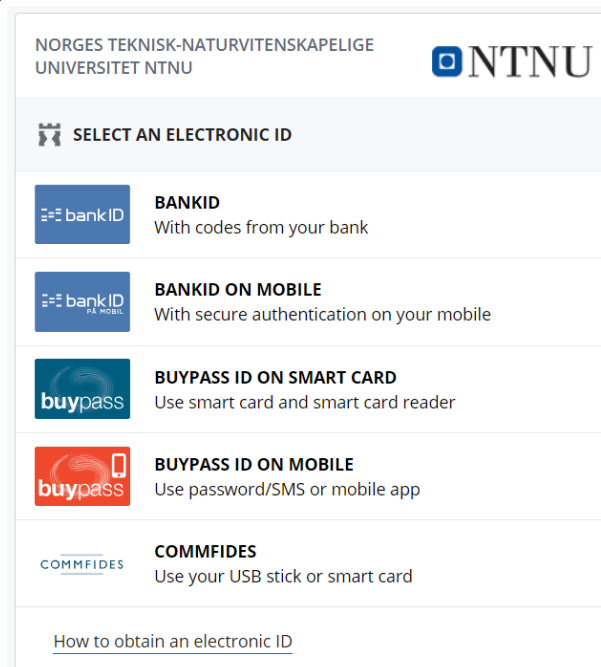 NORGES TEKNISK-NATURVITENSKAPELIGE
UNIVERSITET NTNU
NTNU
SELECT AN ELECTRONIC ID
bankID
BANKID
With codes from your bank
bankID
PÅ MOBIL
BANKID ON MOBILE
With secure authentication on your mobile
buypass
BUYPASS ID ON SMART CARD
Use smart card and smart card reader
buypass
BUYPASS ID ON MOBILE
Use password/SMS or mobile app
COMMFIDES
COMMFIDES
Use your USB stick or smart card
How to obtain an electronic ID